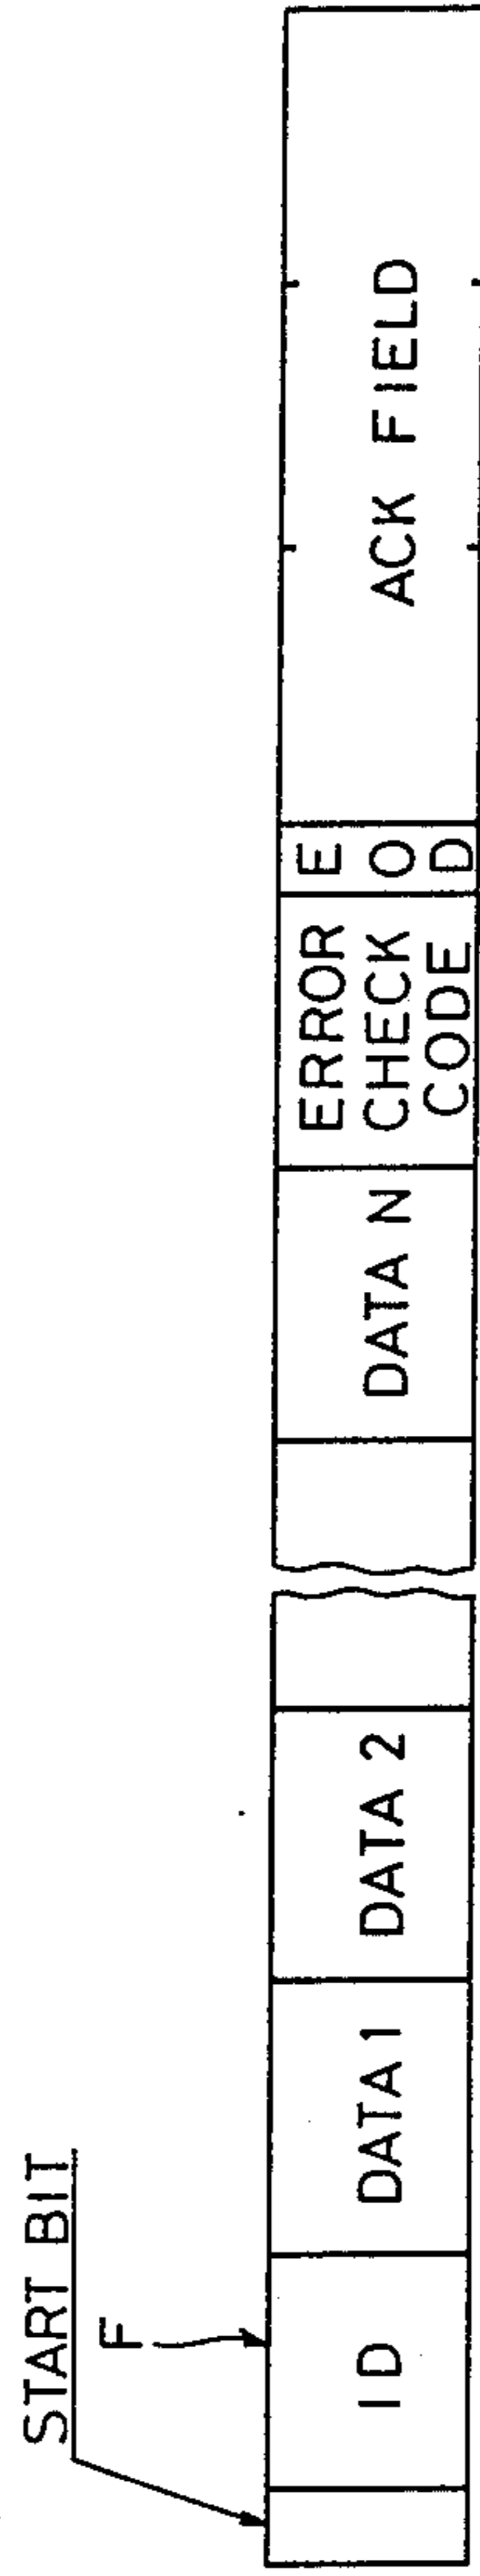 START BIT
F
ID
DATA 1
DATA 2
DATA N
ERROR
CHECK
CODE
E
O
D
ACK FIELD